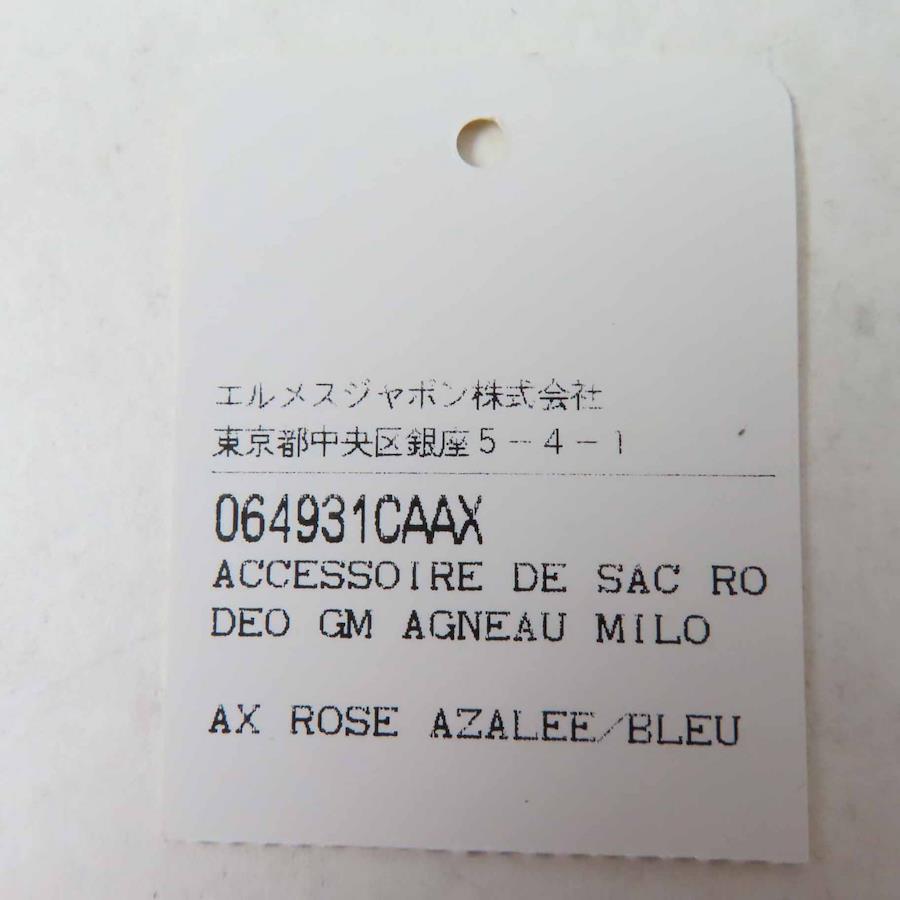 エルメスジャポン株式会社
東京都中央区銀座5-4-1
064931CAAX
ACCESSOIRE DE SAC RO
DEO GM AGNEAU MILO
AX ROSE AZALEE/BLEU